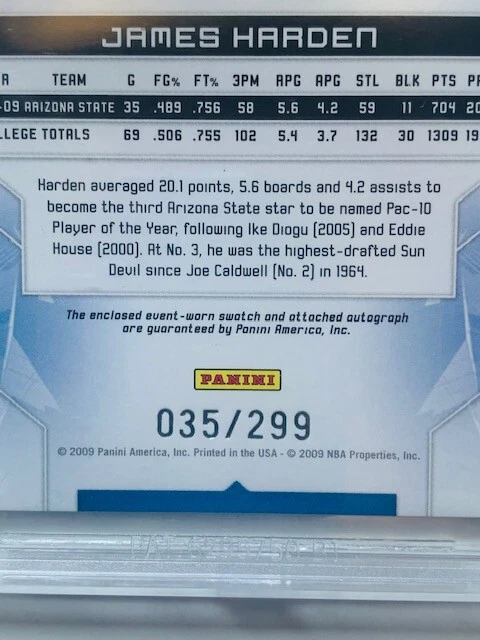 JAMES HARDEN
R TEAM G FG% FT% 3PM RPG APG STL BLK PTS PP
-09 ARIZONA STATE 35 .489 .756 58 5.6 4.2 59 11 704 20
LLEGE TOTALS 69 .506 .755 102 5.4 3.7 132 30 1309 19
Harden averaged 20.1 points, 5.6 boards and 4.2 assists to
become the third Arizona State star to be named Pac-10
Player of the Year, following Ike Diogu (2005) and Eddie
House (2000). At No. 3, he was the highest-drafted Sun
Devil since Joe Caldwell (No. 2) in 1964.
The enclosed event-worn swatch and attached autograph
are guaranteed by Panini America, Inc.
PANINI
035/299
© 2009 Panini America, Inc. Printed in the USA - © 2009 NBA Properties, Inc.